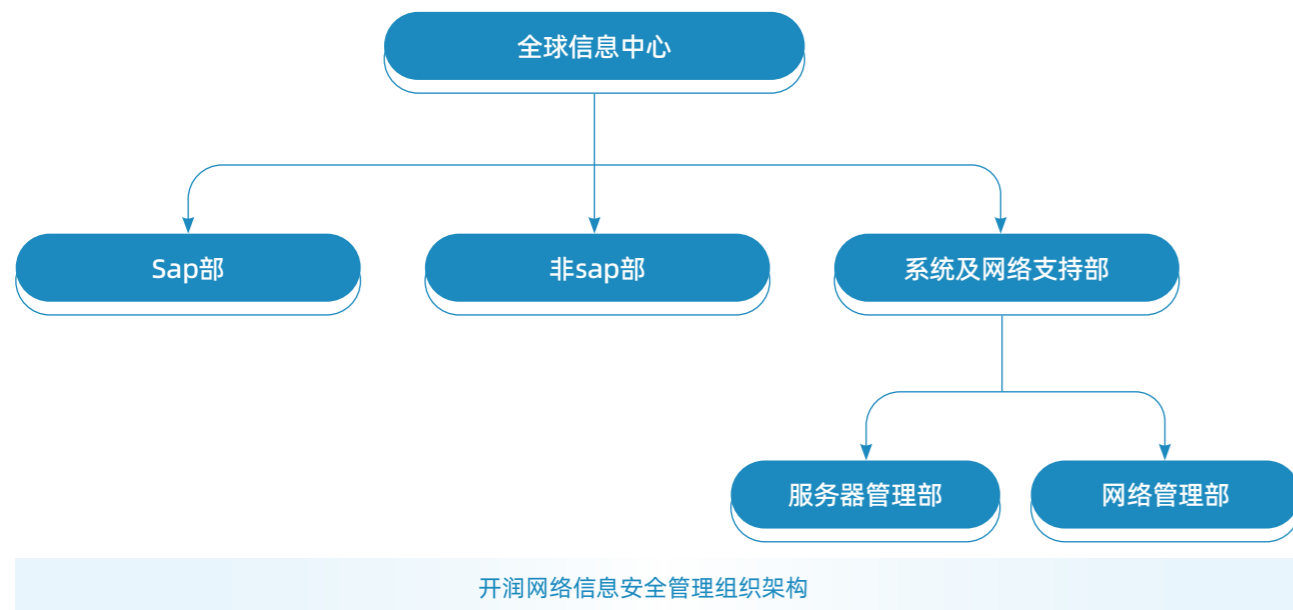 全球信息中心
Sap部
非sap部
系统及网络支持部
服务器管理部
网络管理部
开润网络信息安全管理组织架构